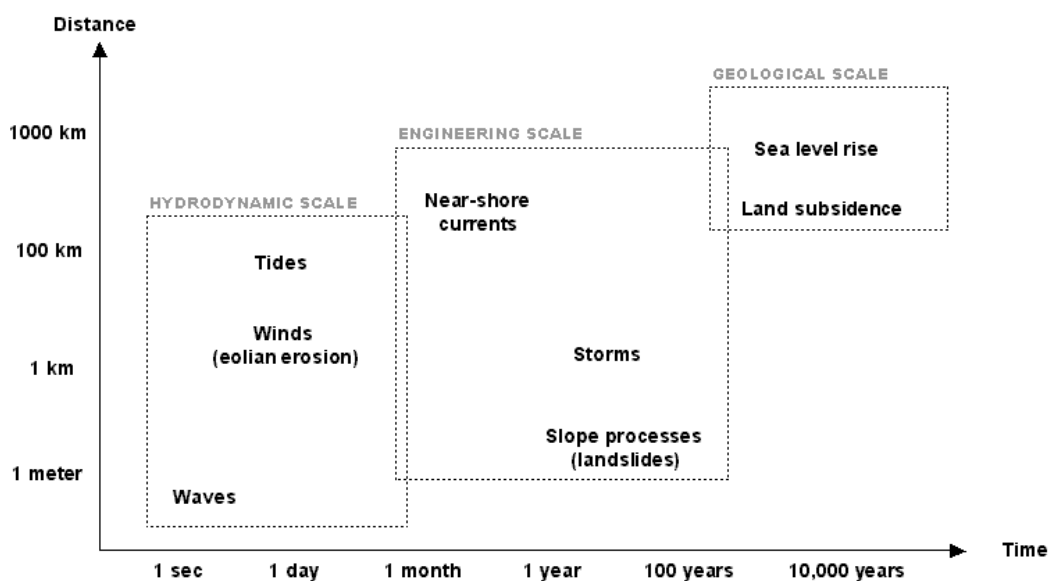 Distance
GEOLOGICAL SCALE
1000 km
ENGINEERING SCALE
Sea level rise
Near-shore
currents
HYDRODYNAMIC SCALE
Land subsidence
100 km
Tides
Winds
(eolian erosion)
Storms
1 km
Slope processes
(landslides)
1 meter
Waves
Time
1 sec 1 day 1 month 1 year 100 years 10,000 years